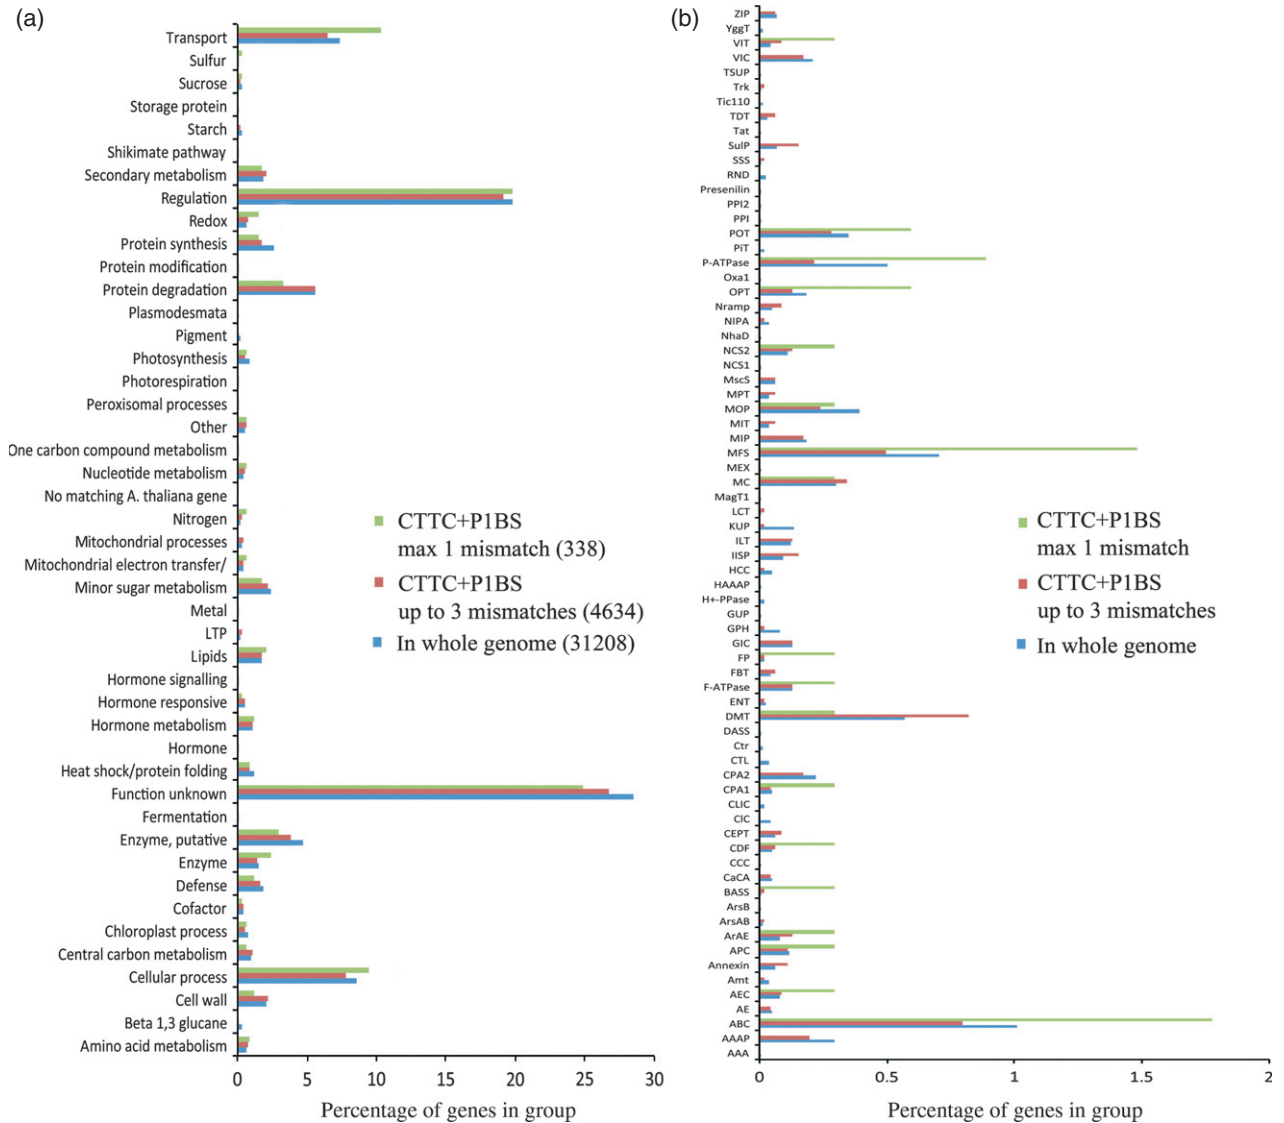 (a)
Transport
Sulfur
Sucrose
Storage protein
Starch
Shikimate pathway
Secondary metabolism
Regulation
Redox
Protein synthesis
Protein modification
Protein degradation
Plasmodesmata
Pigment
Photosynthesis
Photorespiration
Peroxisomal processes
Other
One carbon compound metabolism
Nucleotide metabolism
No matching A. thaliana gene
Nitrogen
Mitochondrial processes
Mitochondrial electron transfer/
Minor sugar metabolism
Metal
LTP
Lipids
Hormone signalling
Hormone responsive
Hormone metabolism
Hormone
Heat shock/protein folding
Function unknown
Fermentation
Enzyme, putative
Enzyme
Defense
Cofactor
Chloroplast process
Central carbon metabolism
Cellular process
Cell wall
Beta 1,3 glucane
Amino acid metabolism
0 5 10 15 20 25 30
Percentage of genes in group
CTTC+P1BS
max 1 mismatch (338)
CTTC+P1BS
up to 3 mismatches (4634)
In whole genome (31208)
(b)
ZIP
YggT
VIT
VIC
TSUP
Trk
Tic110
TDT
Tat
SulP
SSS
RND
Presenilin
PPI2
PPI
POT
PiT
P-ATPase
Oxa1
OPT
Nramp
NIPA
NhaD
NCS2
NCS1
MscS
MPT
MOP
MIT
MIP
MFS
MEX
MC
MagT1
LCT
KUP
ILT
IISP
HCC
HAAAP
H+-PPase
GUP
GPH
GIC
FP
FBT
F-ATPase
ENT
DMT
DASS
Ctr
CTL
CPA2
CPA1
CLIC
ClC
CEPT
CDF
CCC
CaCA
BASS
ArsB
ArsAB
ArAE
APC
Annexin
Amt
AEC
AE
ABC
AAAP
AAA
0 0.5 1 1.5 2
Percentage of genes in group
CTTC+P1BS
max 1 mismatch
CTTC+P1BS
up to 3 mismatches
In whole genome